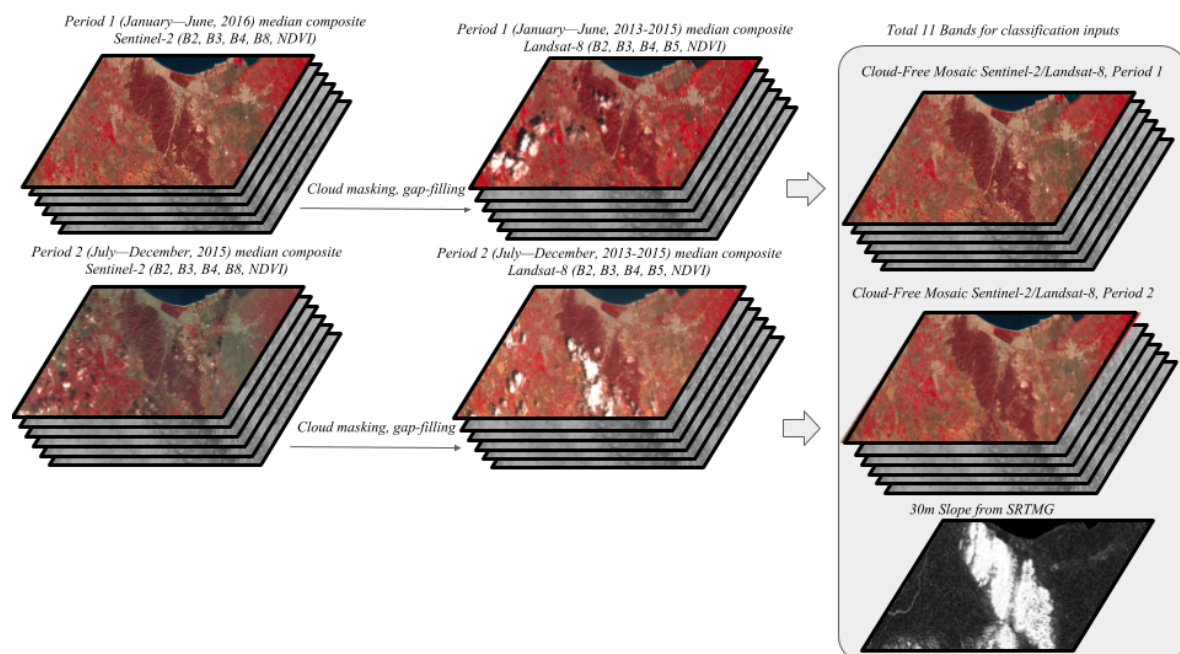 Period 1 (January—June, 2016) median composite
Sentinel-2 (B2, B3, B4, B8, NDVI)
Period 1 (January—June, 2013-2015) median composite
Landsat-8 (B2, B3, B4, B5, NDVI)
Total 11 Bands for classification inputs
Cloud-Free Mosaic Sentinel-2/Landsat-8, Period 1
Cloud masking, gap-filling
Period 2 (July—December, 2015) median composite
Sentinel-2 (B2, B3, B4, B8, NDVI)
Period 2 (July—December, 2013-2015) median composite
Landsat-8 (B2, B3, B4, B5, NDVI)
Cloud-Free Mosaic Sentinel-2/Landsat-8, Period 2
Cloud masking, gap-filling
30m Slope from SRTMG